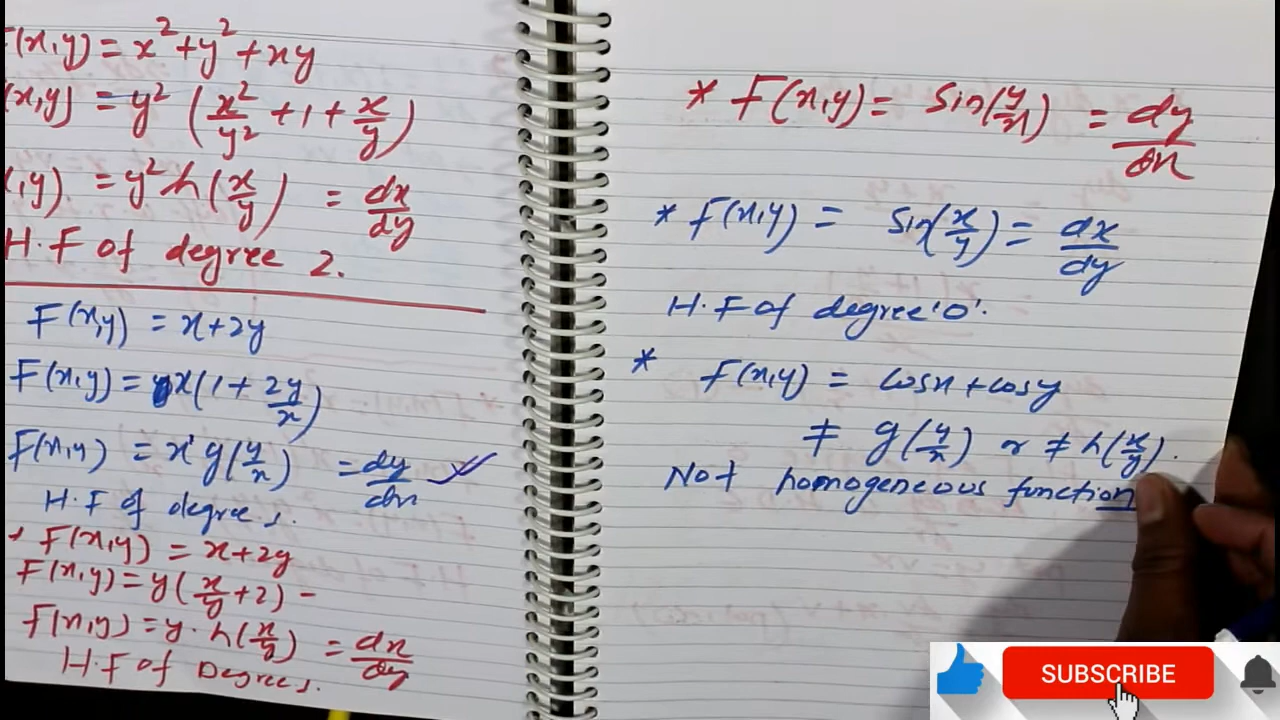 F(x,y) = x² + y² + xy
(x,y) = y² (x²/y² + 1 + x/y)
(x,y) = y² h(x/y) = dx/dy
H.F of degree 2.
F(x,y) = x+2y
F(x,y) = x(1 + 2y/x)
F(x,y) = x¹ g(y/x) = dy/dx
H.F of degree 1.
F(x,y) = x+2y
F(x,y) = y(x/y + 2) -
F(x,y) = y. h(x/y) = dx/dy
H.F of Degree 1.
* F(x,y) = sin(y/x) = dy/dx
* F(x,y) = sin(x/y) = dx/dy
H.F of degree '0'.
* F(x,y) = cosx + cosy
≠ g(y/x) or ≠ h(x/y).
Not homogeneous function
SUBSCRIBE